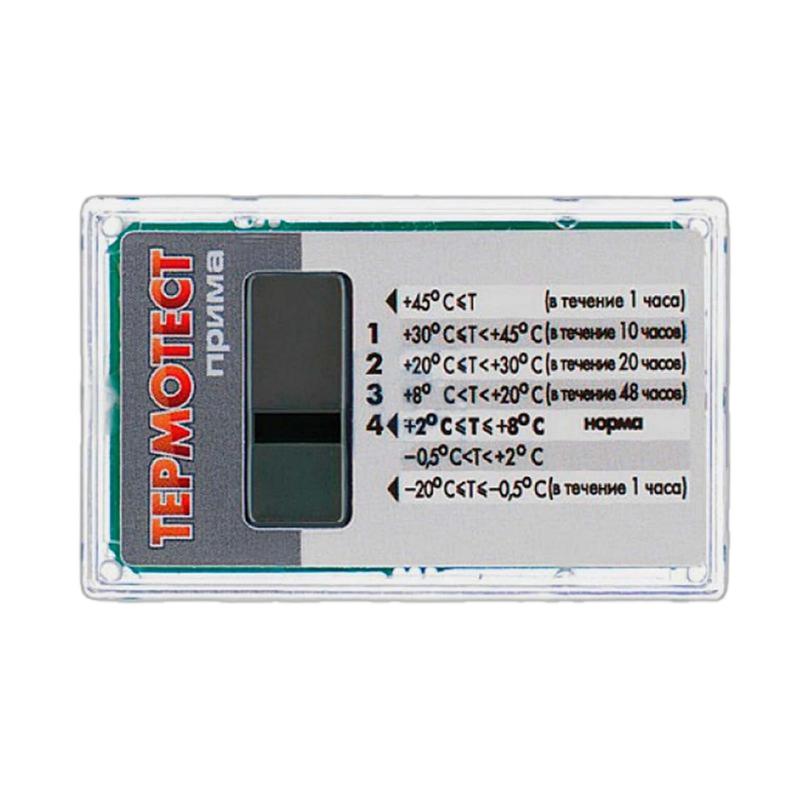 ТЕРМОТЕСТ
прима
+45° C⩽T (в течение 1 часа)
1 +30° C⩽T<+45° C (в течение 10 часов)
2 +20° C⩽T<+30° C (в течение 20 часов)
3 +8° C<T<+20° C (в течение 48 часов)
4 +2° C⩽T⩽+8° C норма
−0,5° C<T<+2° C
−20° C⩽T⩽−0,5° C (в течение 1 часа)